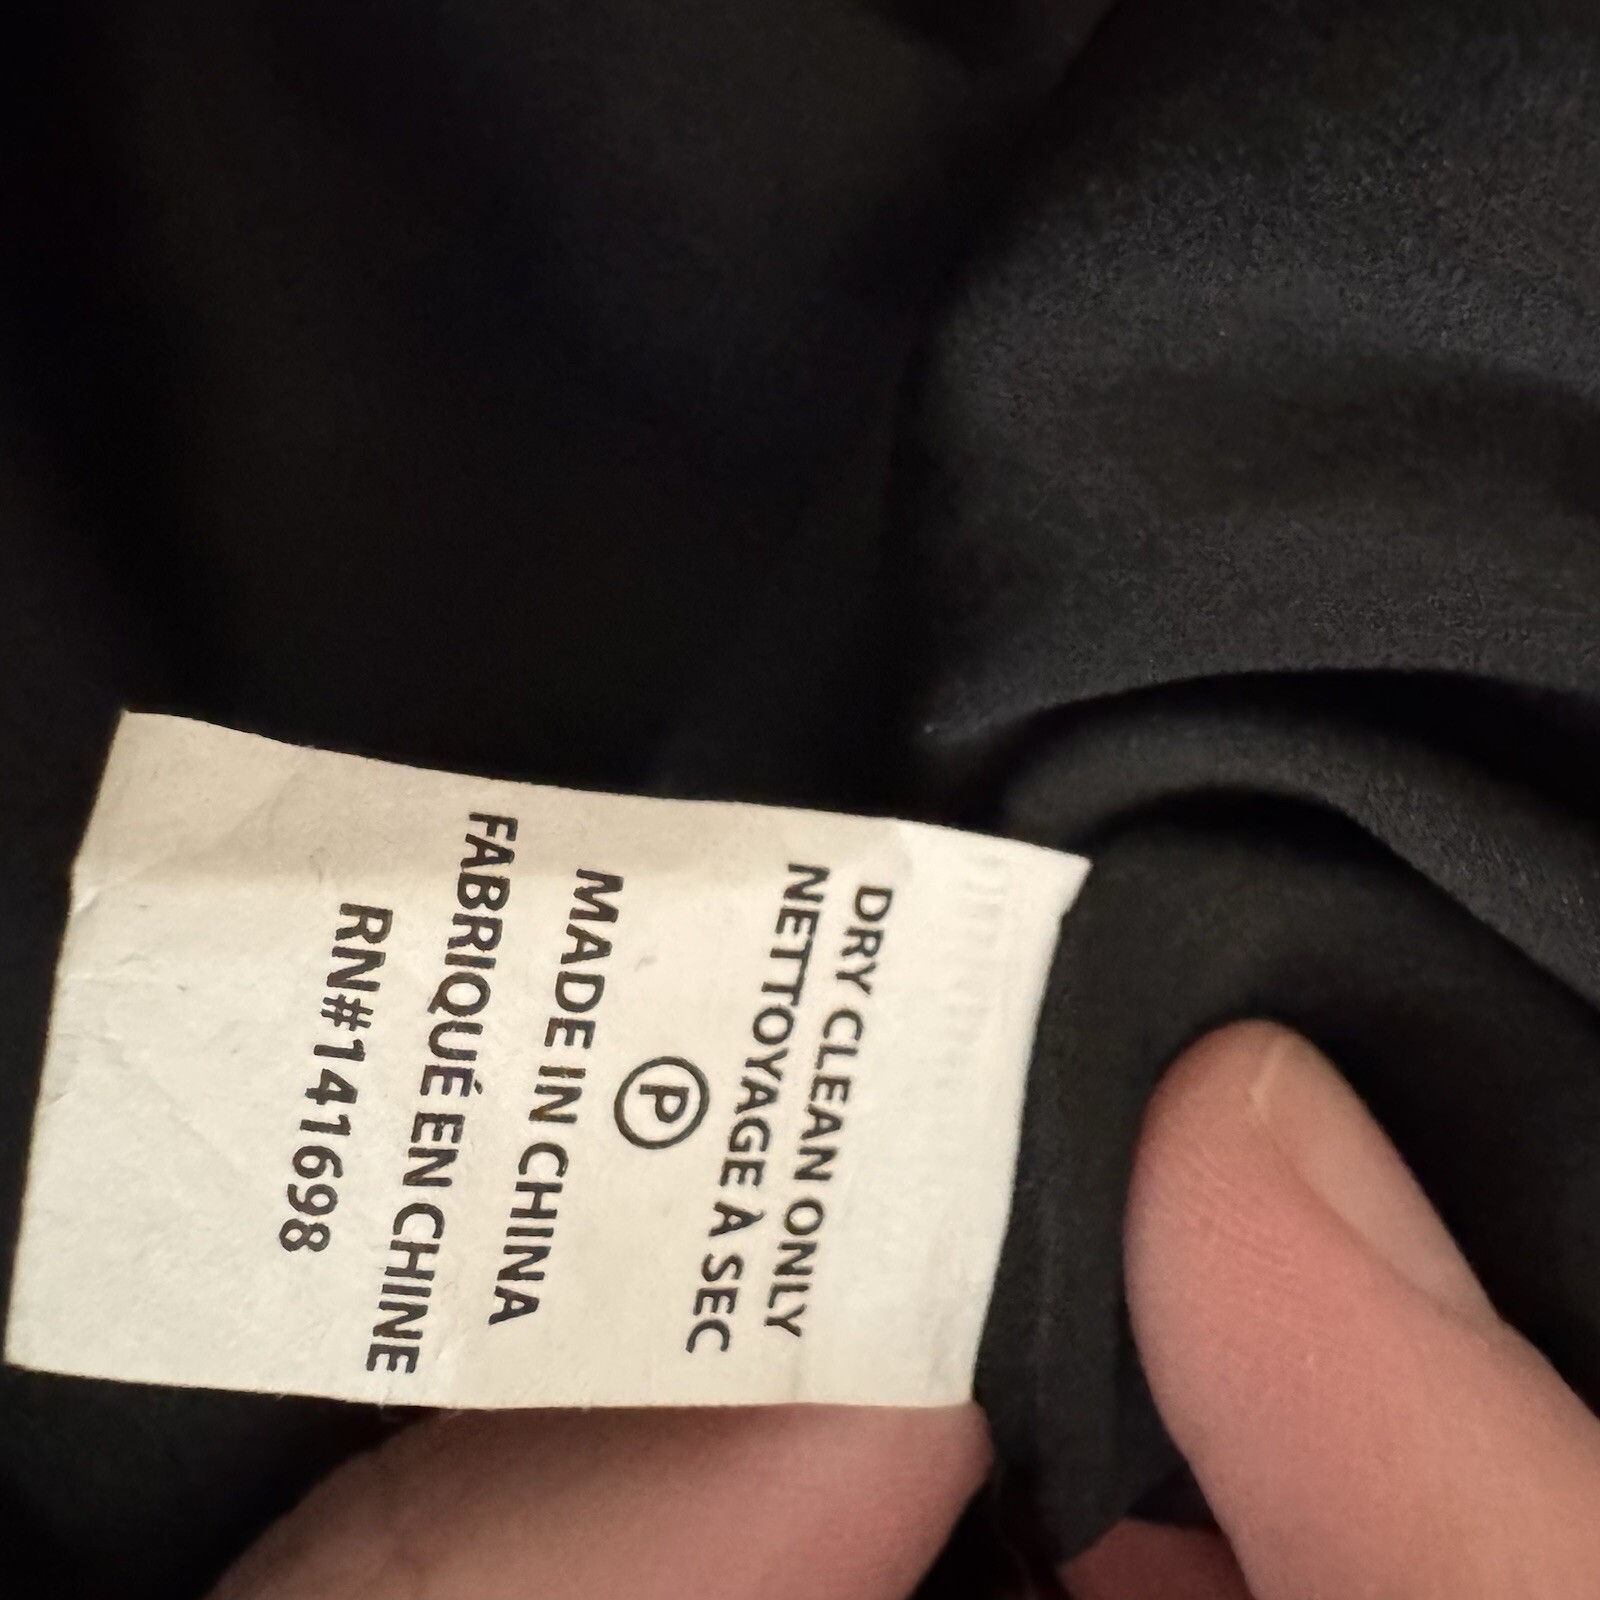 DRY CLEAN ONLY
NETTOYAGE À SEC
P
MADE IN CHINA
FABRIQUÉ EN CHINE
RN#141698